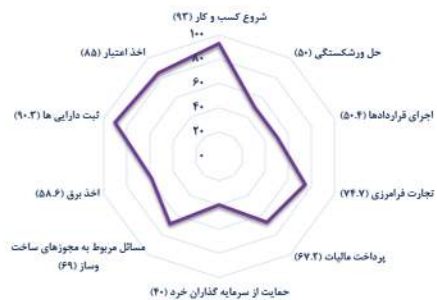 شروع کسب و کار (۹۳)
حل ورشکستگی (۵۰)
اجرای قراردادها (۵۰.۴)
تجارت فرامرزی (۷۴.۷)
پرداخت مالیات (۶۷.۲)
حمایت از سرمایه گذاران خرد (۴۰)
مسائل مربوط به مجوزهای ساخت
وساز (۶۹)
اخذ برق (۵۸.۶)
ثبت دارایی ها (۹۰.۳)
اخذ اعتبار (۸۵)
۱۰۰
۸۰
۶۰
۴۰
۲۰
۰